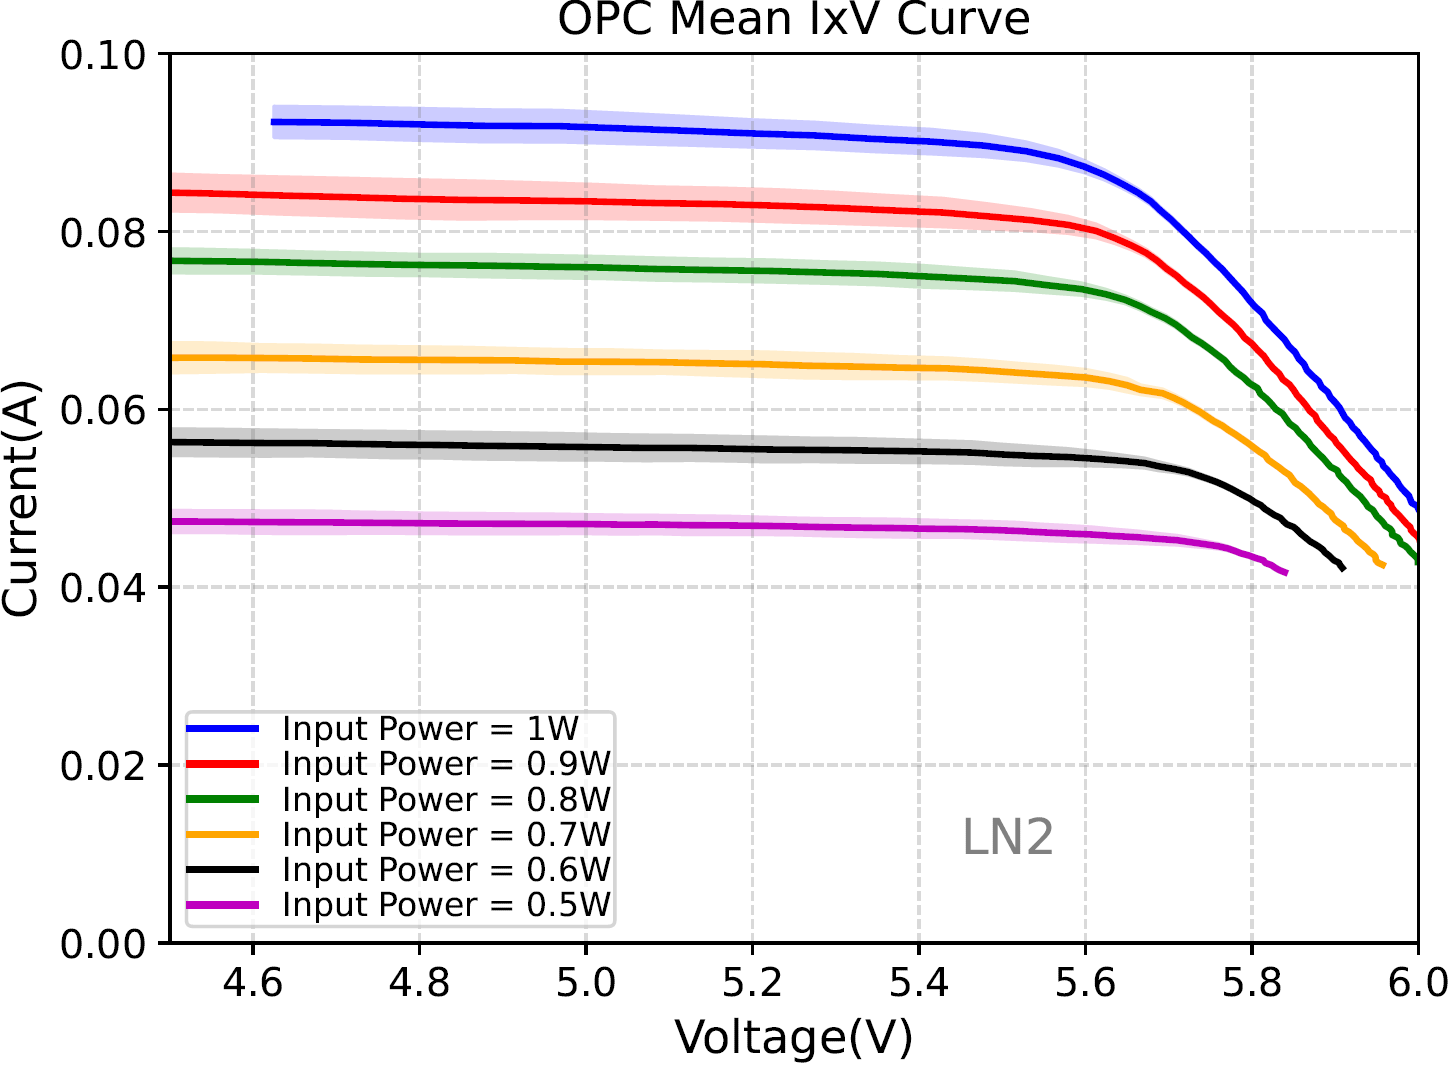 OPC Mean IxV Curve
0.10
0.08
0.06
0.04
0.02
0.00
Current(A)
Input Power = 1W
Input Power = 0.9W
Input Power = 0.8W
Input Power = 0.7W
Input Power = 0.6W
Input Power = 0.5W
LN2
4.6 4.8 5.0 5.2 5.4 5.6 5.8 6.0
Voltage(V)